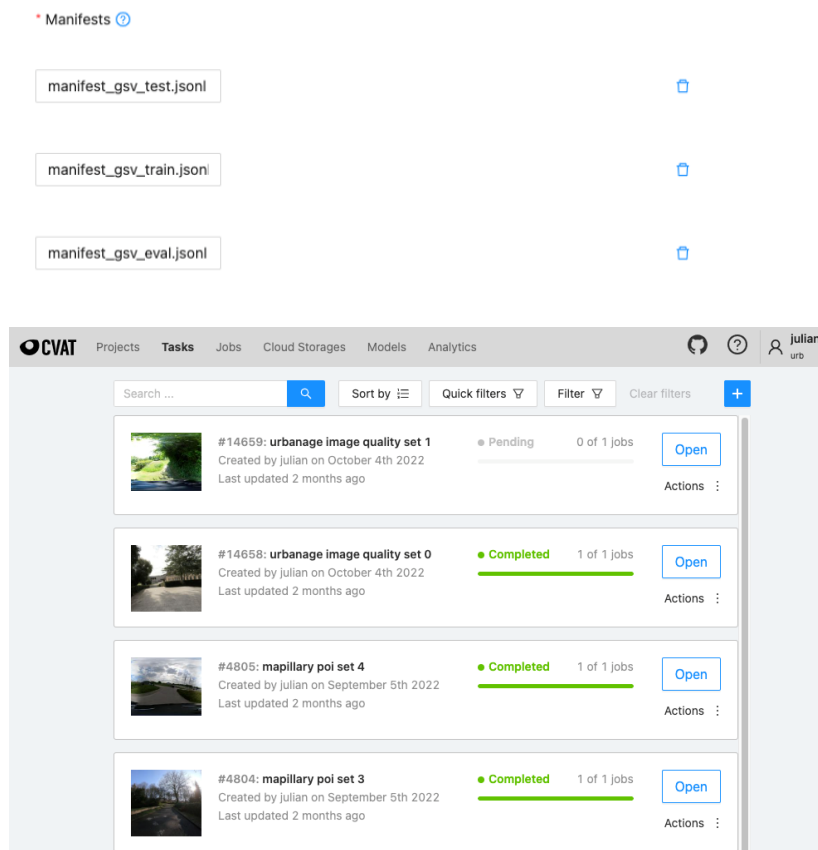 * Manifests
manifest_gsv_test.jsonl
manifest_gsv_train.jsonl
manifest_gsv_eval.jsonl
CVAT Projects Tasks Jobs Cloud Storages Models Analytics julian
urb
Search ... Sort by Quick filters Filter Clear filters +
#14659: urbanage image quality set 1 Pending 0 of 1 jobs Open
Created by julian on October 4th 2022
Last updated 2 months ago Actions
#14658: urbanage image quality set 0 Completed 1 of 1 jobs Open
Created by julian on October 4th 2022
Last updated 2 months ago Actions
#4805: mapillary poi set 4 Completed 1 of 1 jobs Open
Created by julian on September 5th 2022
Last updated 2 months ago Actions
#4804: mapillary poi set 3 Completed 1 of 1 jobs Open
Created by julian on September 5th 2022
Last updated 2 months ago Actions